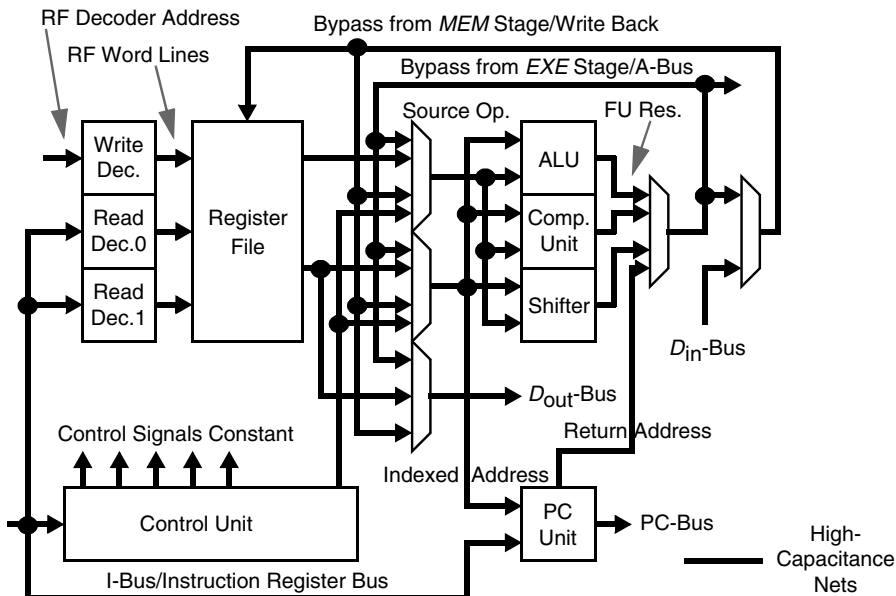 RF Decoder Address
Bypass from MEM Stage/Write Back
RF Word Lines
Bypass from EXE Stage/A-Bus
Source Op.
FU Res.
Write
Dec.
Read
Dec.0
Read
Dec.1
Register
File
ALU
Comp.
Unit
Shifter
Din-Bus
Dout-Bus
Control Signals Constant
Return Address
Indexed Address
Control Unit
PC
Unit
PC-Bus
I-Bus/Instruction Register Bus
High-
Capacitance
Nets